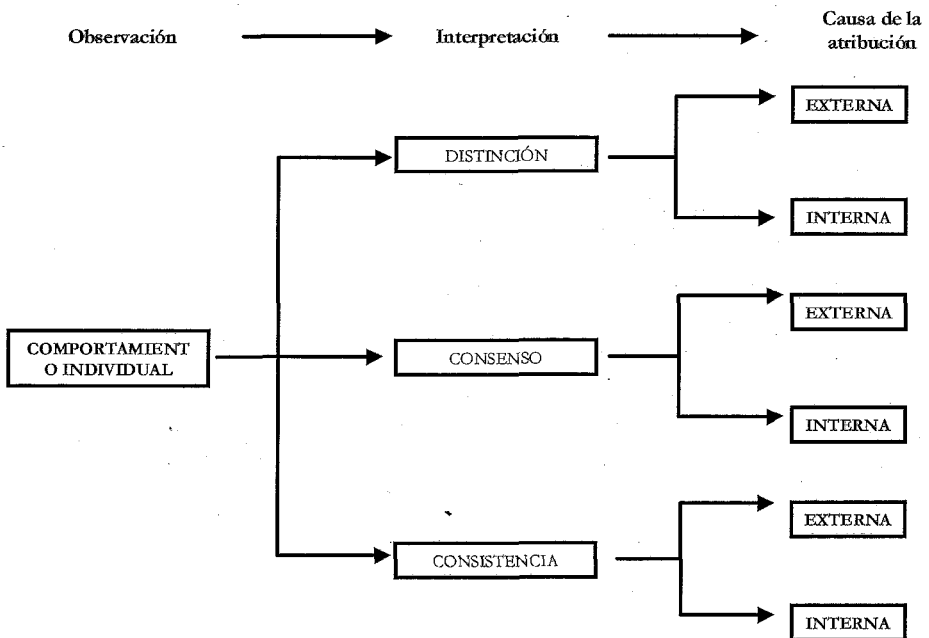 Observación
Interpretación
Causa de la
atribución
EXTERNA
DISTINCIÓN
INTERNA
EXTERNA
COMPORTAMIENT
O INDIVIDUAL
CONSENSO
INTERNA
EXTERNA
CONSISTENCIA
INTERNA